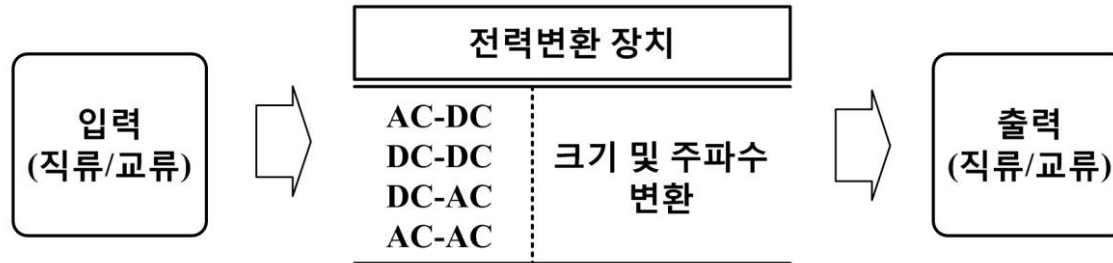 입력
(직류/교류)
전력변환 장치
AC-DC
DC-DC
DC-AC
AC-AC
크기 및 주파수
변환
출력
(직류/교류)